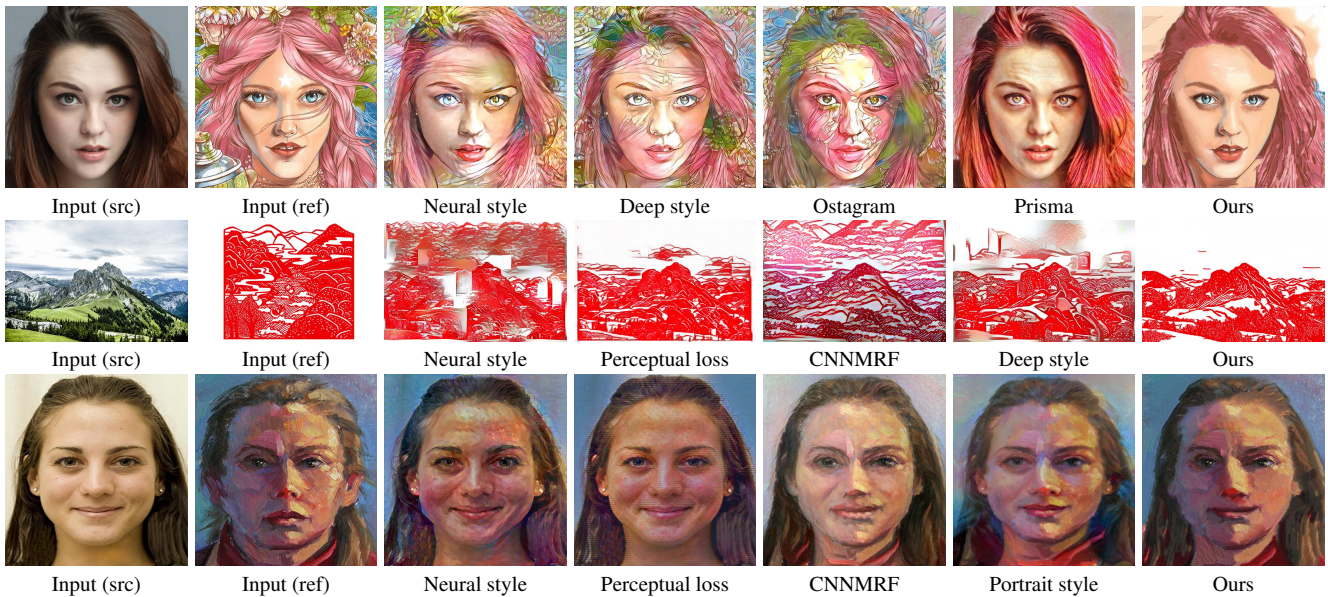 Input (src) Input (ref) Neural style Deep style Ostagram Prisma Ours
Input (src) Input (ref) Neural style Perceptual loss CNNMRF Deep style Ours
Input (src) Input (ref) Neural style Perceptual loss CNNMRF Portrait style Ours